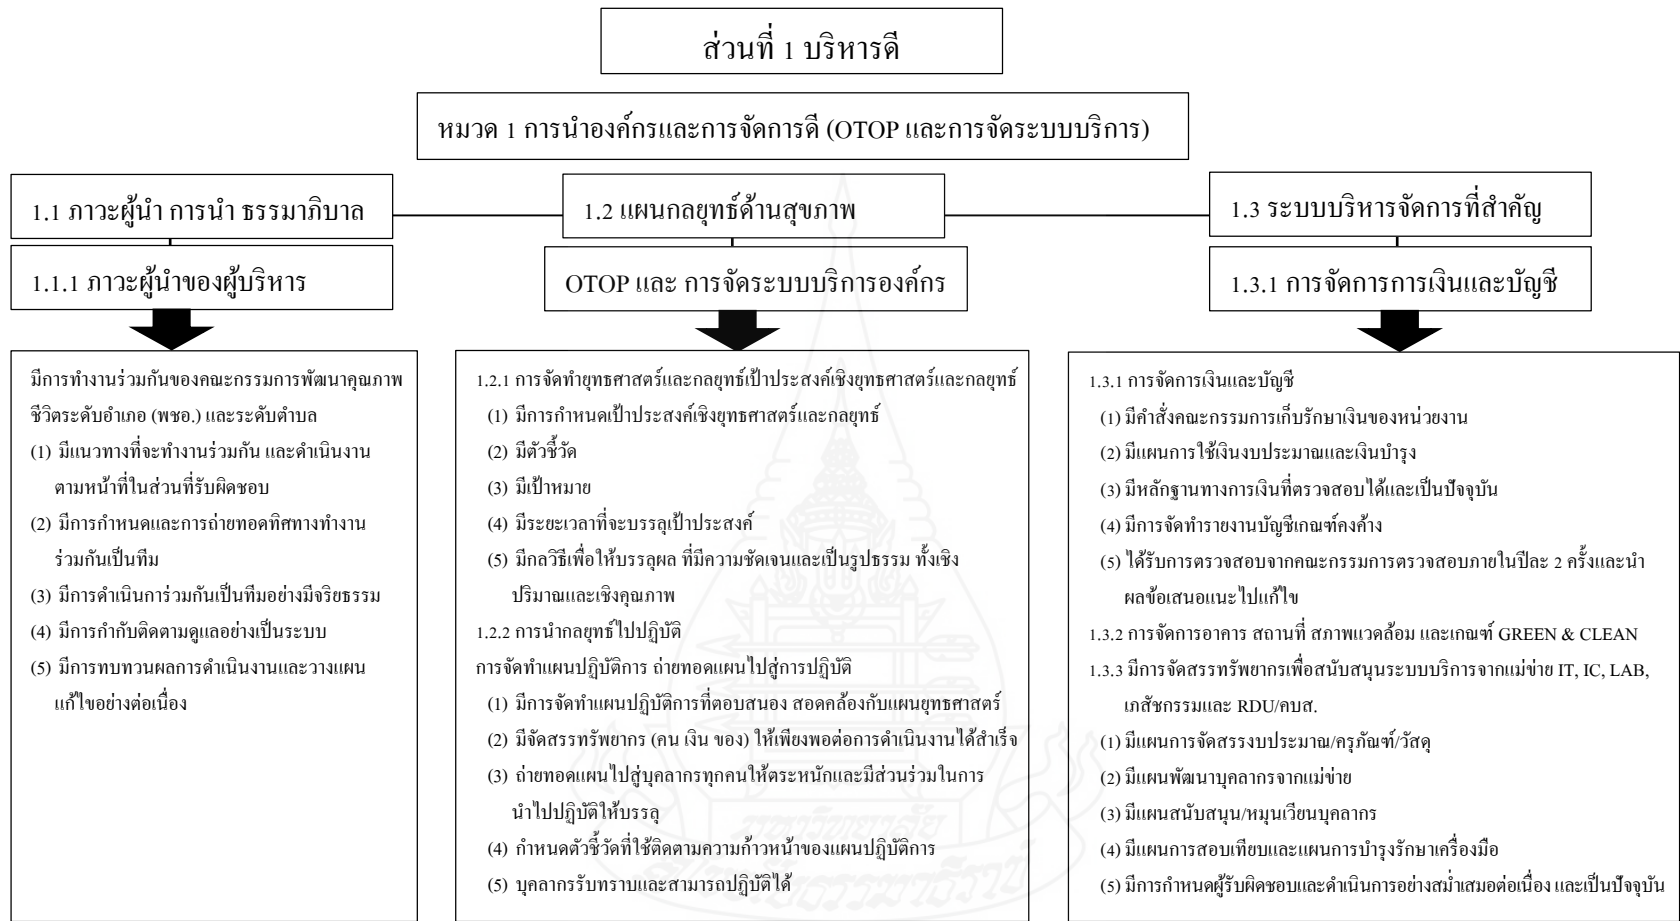 ส่วนที่ 1 บริหารดี
หมวด 1 การนำองค์กรและการจัดการดี (OTOP และการจัดระบบบริการ)
1.1 ภาวะผู้นำ การนำ ธรรมาภิบาล
1.1.1 ภาวะผู้นำของผู้บริหาร
มีการทำงานร่วมกันของคณะกรรมการพัฒนาคุณภาพ
ชีวิตระดับอำเภอ (พชอ.) และระดับตำบล
(1) มีแนวทางที่จะทำงานร่วมกัน และดำเนินงาน
ตามหน้าที่ในส่วนที่รับผิดชอบ
(2) มีการกำหนดและการถ่ายทอดทิศทางทำงาน
ร่วมกันเป็นทีม
(3) มีการดำเนินการ่วมกันเป็นทีมอย่างมีจริยธรรม
(4) มีการกำกับติดตามดูแลอย่างเป็นระบบ
(5) มีการทบทวนผลการดำเนินงานและวางแผน
แก้ไขอย่างต่อเนื่อง
1.2 แผนกลยุทธ์ด้านสุขภาพ
OTOP และ การจัดระบบบริการองค์กร
1.2.1 การจัดทำยุทธศาสตร์และกลยุทธ์เป้าประสงค์เชิงยุทธศาสตร์และกลยุทธ์
(1) มีการกำหนดเป้าประสงค์เชิงยุทธศาสตร์และกลยุทธ์
(2) มีตัวชี้วัด
(3) มีเป้าหมาย
(4) มีระยะเวลาที่จะบรรลุเป้าประสงค์
(5) มีกลวิธีเพื่อให้บรรลุผล ที่มีความชัดเจนและเป็นรูปธรรม ทั้งเชิง
ปริมาณและเชิงคุณภาพ
1.2.2 การนำกลยุทธ์ไปปฏิบัติ
การจัดทำแผนปฏิบัติการ ถ่ายทอดแผนไปสู่การปฏิบัติ
(1) มีการจัดทำแผนปฏิบัติการที่ตอบสนอง สอดคล้องกับแผนยุทธศาสตร์
(2) มีจัดสรรทรัพยากร (คน เงิน ของ) ให้เพียงพอต่อการดำเนินงานได้สำเร็จ
(3) ถ่ายทอดแผนไปสู่บุคลากรทุกคนให้ตระหนักและมีส่วนร่วมในการ
นำไปปฏิบัติให้บรรลุ
(4) กำหนดตัวชี้วัดที่ใช้ติดตามความก้าวหน้าของแผนปฏิบัติการ
(5) บุคลากรรับทราบและสามารถปฏิบัติได้
1.3 ระบบบริหารจัดการที่สำคัญ
1.3.1 การจัดการการเงินและบัญชี
1.3.1 การจัดการเงินและบัญชี
(1) มีคำสั่งคณะกรรมการเก็บรักษาเงินของหน่วยงาน
(2) มีแผนการใช้เงินงบประมาณและเงินบำรุง
(3) มีหลักฐานทางการเงินที่ตรวจสอบได้และเป็นปัจจุบัน
(4) มีการจัดทำรายงานบัญชีเกณฑ์คงค้าง
(5) ได้รับการตรวจสอบจากคณะกรรมการตรวจสอบภายในปีละ 2 ครั้งและนำ
ผลข้อเสนอแนะไปแก้ไข
1.3.2 การจัดการอาคาร สถานที่ สภาพแวดล้อม และเกณฑ์ GREEN & CLEAN
1.3.3 มีการจัดสรรทรัพยากรเพื่อสนับสนุนระบบบริการจากแม่ข่าย IT, IC, LAB,
เภสัชกรรมและ RDU/คบส.
(1) มีแผนการจัดสรรงบประมาณ/ครุภัณฑ์/วัสดุ
(2) มีแผนพัฒนาบุคลากรจากแม่ข่าย
(3) มีแผนสนับสนุน/หมุนเวียนบุคลากร
(4) มีแผนการสอบเทียบและแผนการบำรุงรักษาเครื่องมือ
(5) มีการกำหนดผู้รับผิดชอบและดำเนินการอย่างสม่ำเสมอต่อเนื่อง และเป็นปัจจุบัน
มหาวิทยาลัย
สุโขทัยธรรมาธิราช